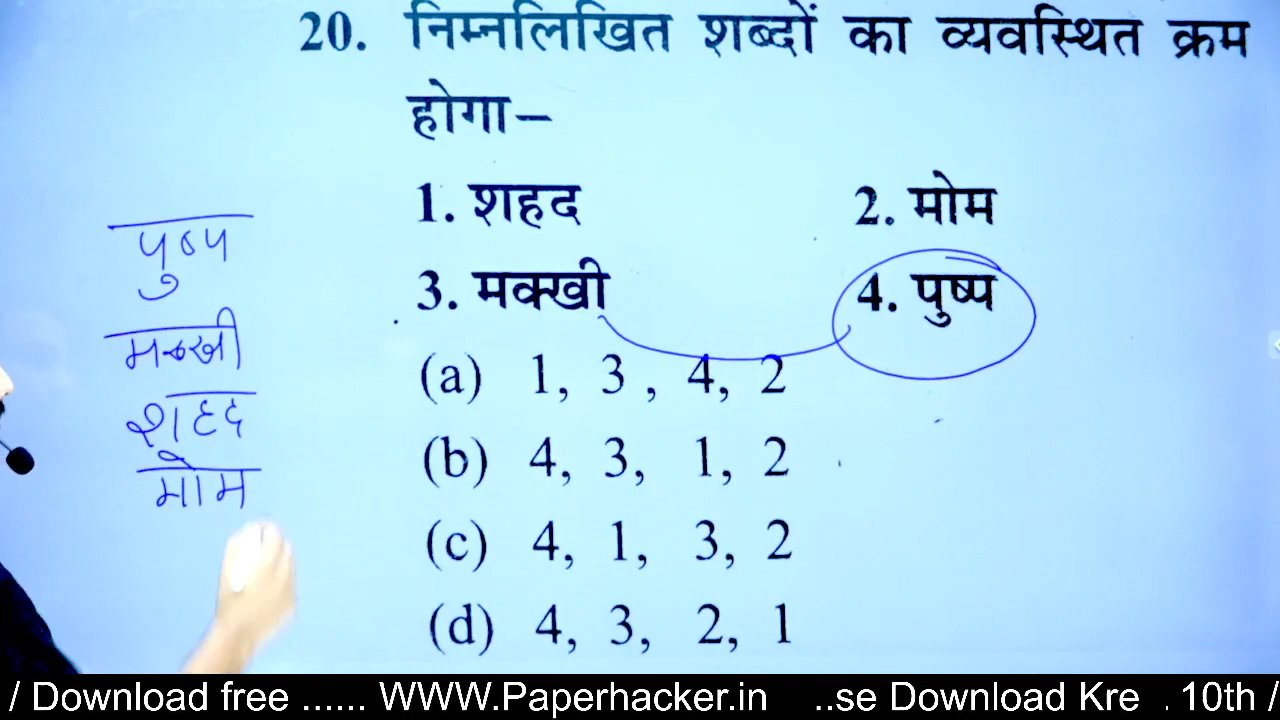 20. निम्नलिखित शब्दों का व्यवस्थित क्रम
होगा–
1. शहद 2. मोम
3. मक्खी 4. पुष्प
(a) 1, 3 , 4, 2
(b) 4, 3, 1, 2
(c) 4, 1, 3, 2
(d) 4, 3, 2, 1
पुष्प
मक्खी
शहद
मोम
/ Download free ...... WWW.Paperhacker.in ..se Download Kre . 10th /